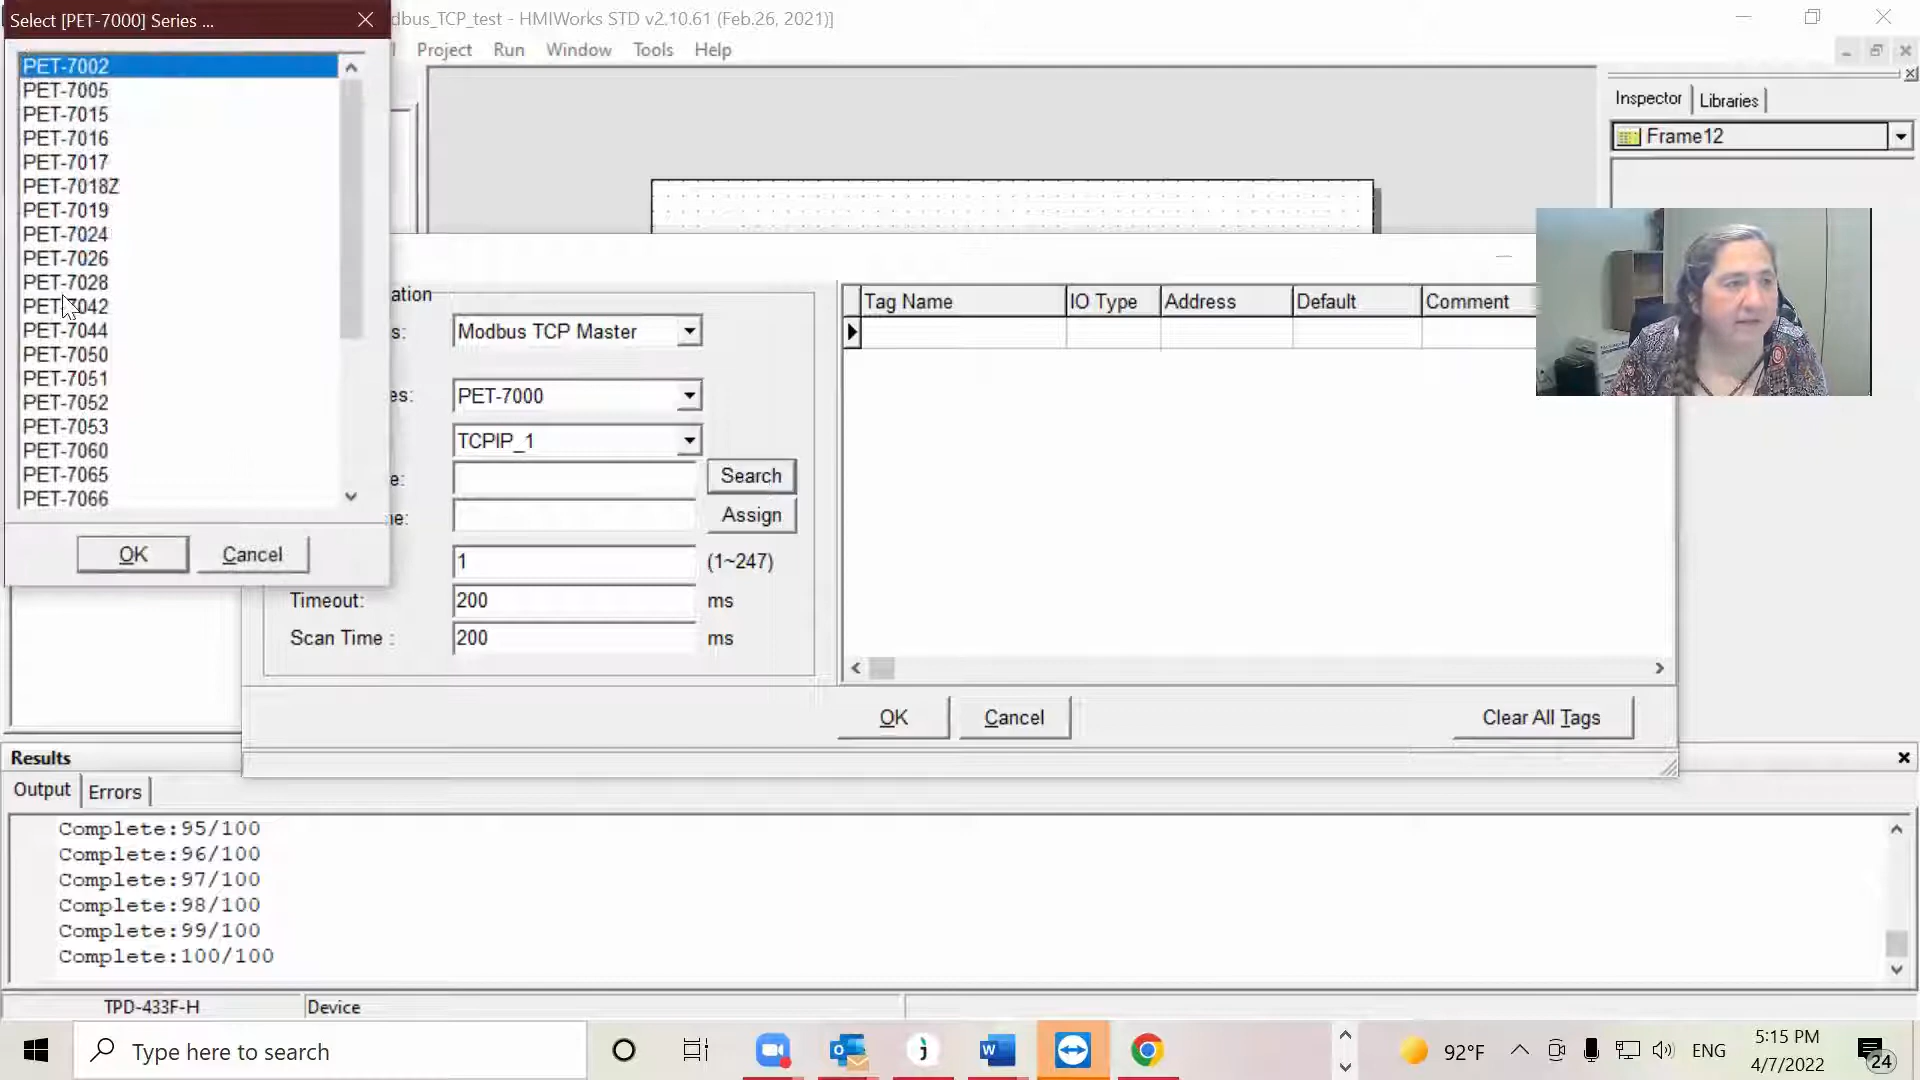 Select [PET-7000] Series ...
dbus_TCP_test - HMIWorks STD v2.10.61 (Feb.26, 2021)]
Project Run Window Tools Help
PET-7002
PET-7005
PET-7015
PET-7016
PET-7017
PET-7018Z
PET-7019
PET-7024
PET-7026
PET-7028
PET-7042
PET-7044
PET-7050
PET-7051
PET-7052
PET-7053
PET-7060
PET-7065
PET-7066
OK Cancel
Inspector Libraries
Frame12
ation
s: Modbus TCP Master
es: PET-7000
TCPIP_1
e: Search
ne: Assign
1 (1~247)
Timeout: 200 ms
Scan Time : 200 ms
Tag Name IO Type Address Default Comment
OK Cancel Clear All Tags
Results
Output Errors
Complete:95/100
Complete:96/100
Complete:97/100
Complete:98/100
Complete:99/100
Complete:100/100
TPD-433F-H Device
Type here to search
92°F ENG
5:15 PM
4/7/2022
24